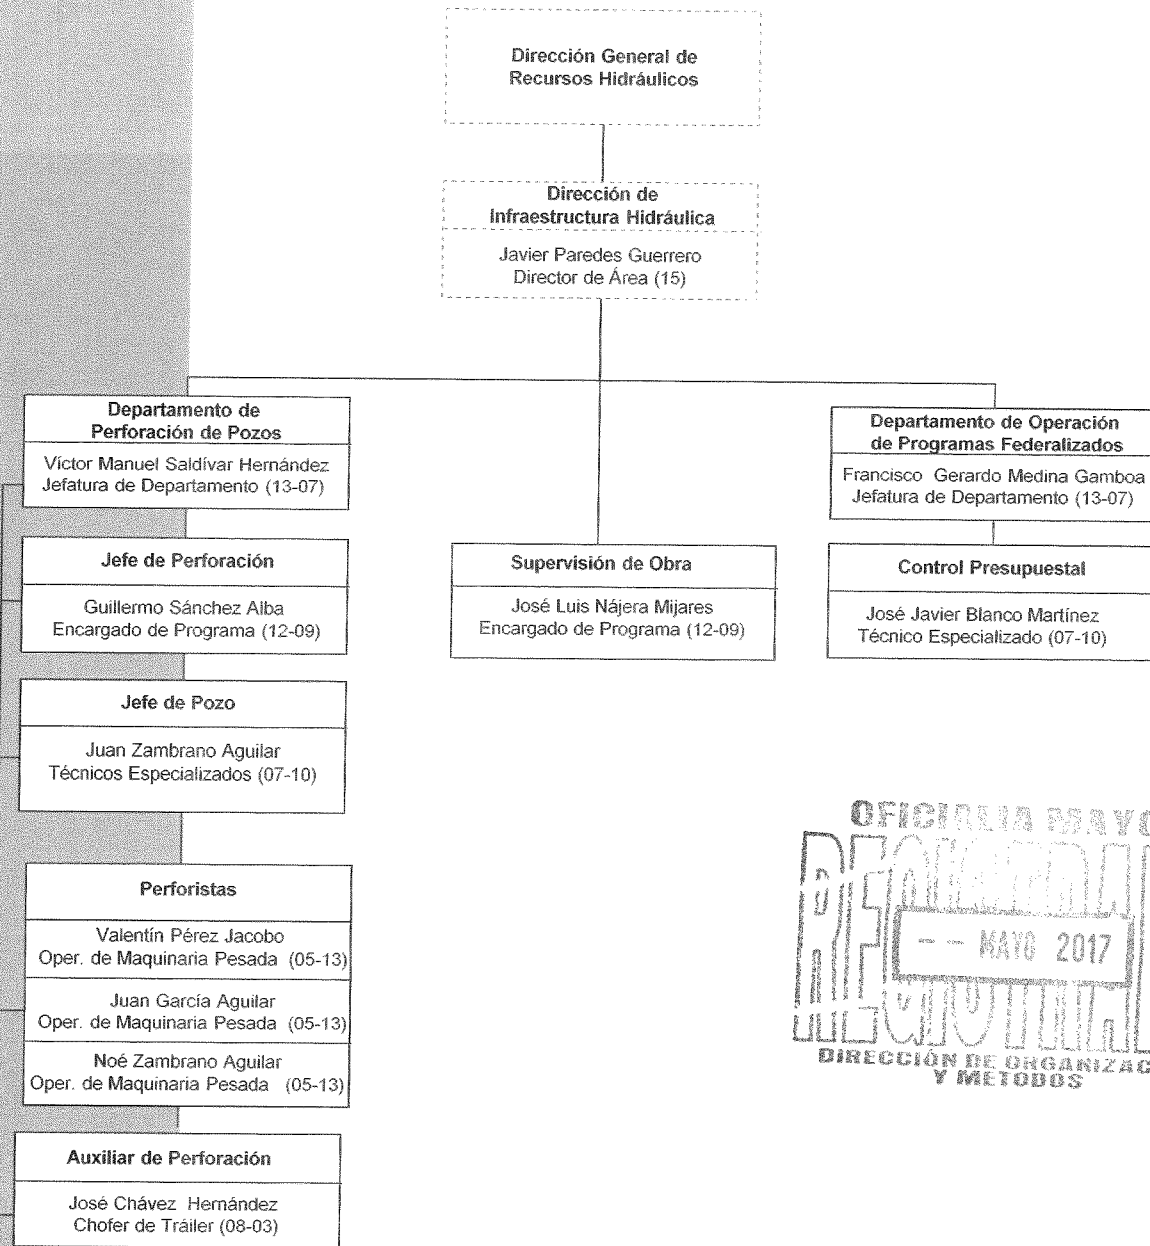 Dirección General de
Recursos Hidráulicos
Dirección de
Infraestructura Hidráulica
Javier Paredes Guerrero
Director de Área (15)
Departamento de
Perforación de Pozos
Víctor Manuel Saldívar Hernández
Jefatura de Departamento (13-07)
Departamento de Operación
de Programas Federalizados
Francisco Gerardo Medina Gamboa
Jefatura de Departamento (13-07)
Jefe de Perforación
Guillermo Sánchez Alba
Encargado de Programa (12-09)
Supervisión de Obra
José Luis Nájera Mijares
Encargado de Programa (12-09)
Control Presupuestal
José Javier Blanco Martínez
Técnico Especializado (07-10)
Jefe de Pozo
Juan Zambrano Aguilar
Técnicos Especializados (07-10)
Perforistas
Valentín Pérez Jacobo
Oper. de Maquinaria Pesada (05-13)
Juan García Aguilar
Oper. de Maquinaria Pesada (05-13)
Noé Zambrano Aguilar
Oper. de Maquinaria Pesada (05-13)
Auxiliar de Perforación
José Chávez Hernández
Chofer de Tráiler (08-03)
OFICIALIA MAYO
-- MAYO 2017
DIRECCIÓN DE ORGANIZAC
Y METODOS